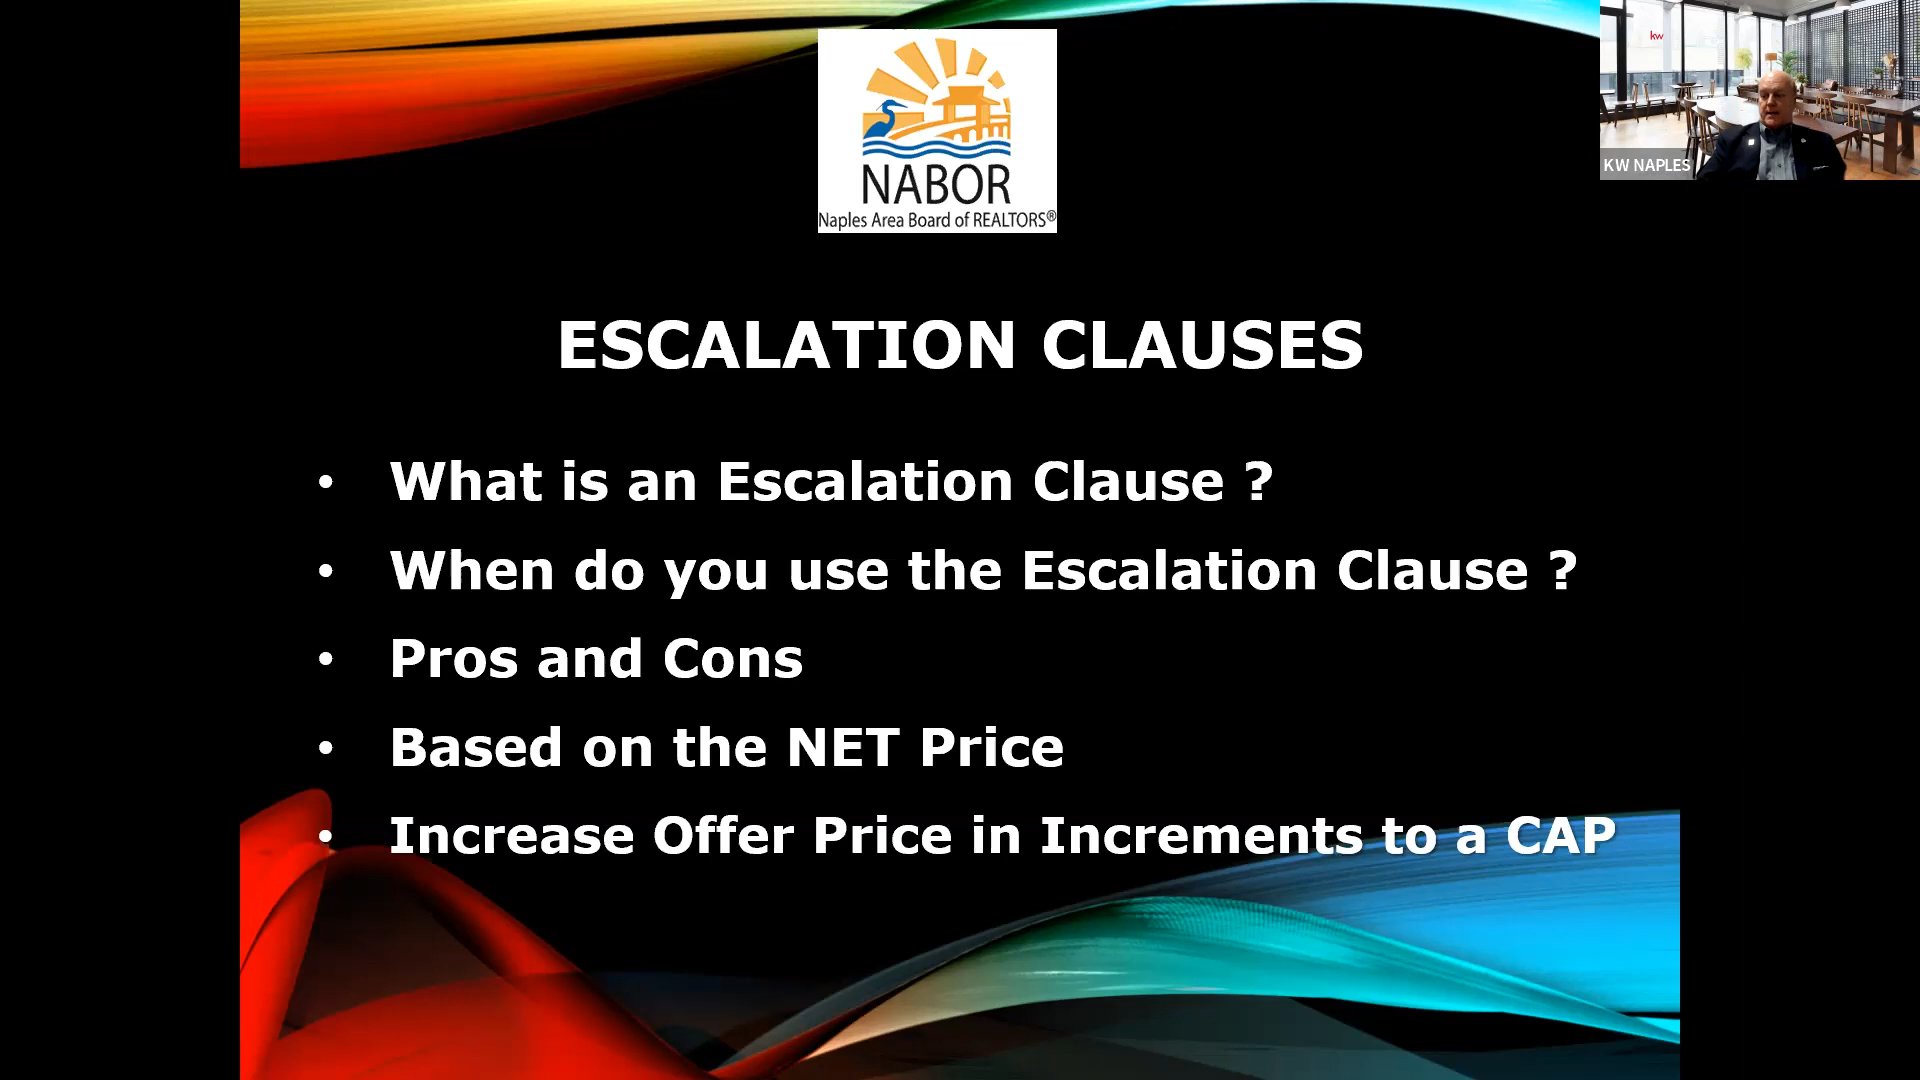 kw
KW NAPLES
NABOR
Naples Area Board of REALTORS®
ESCALATION CLAUSES
• What is an Escalation Clause ?
• When do you use the Escalation Clause ?
• Pros and Cons
• Based on the NET Price
• Increase Offer Price in Increments to a CAP